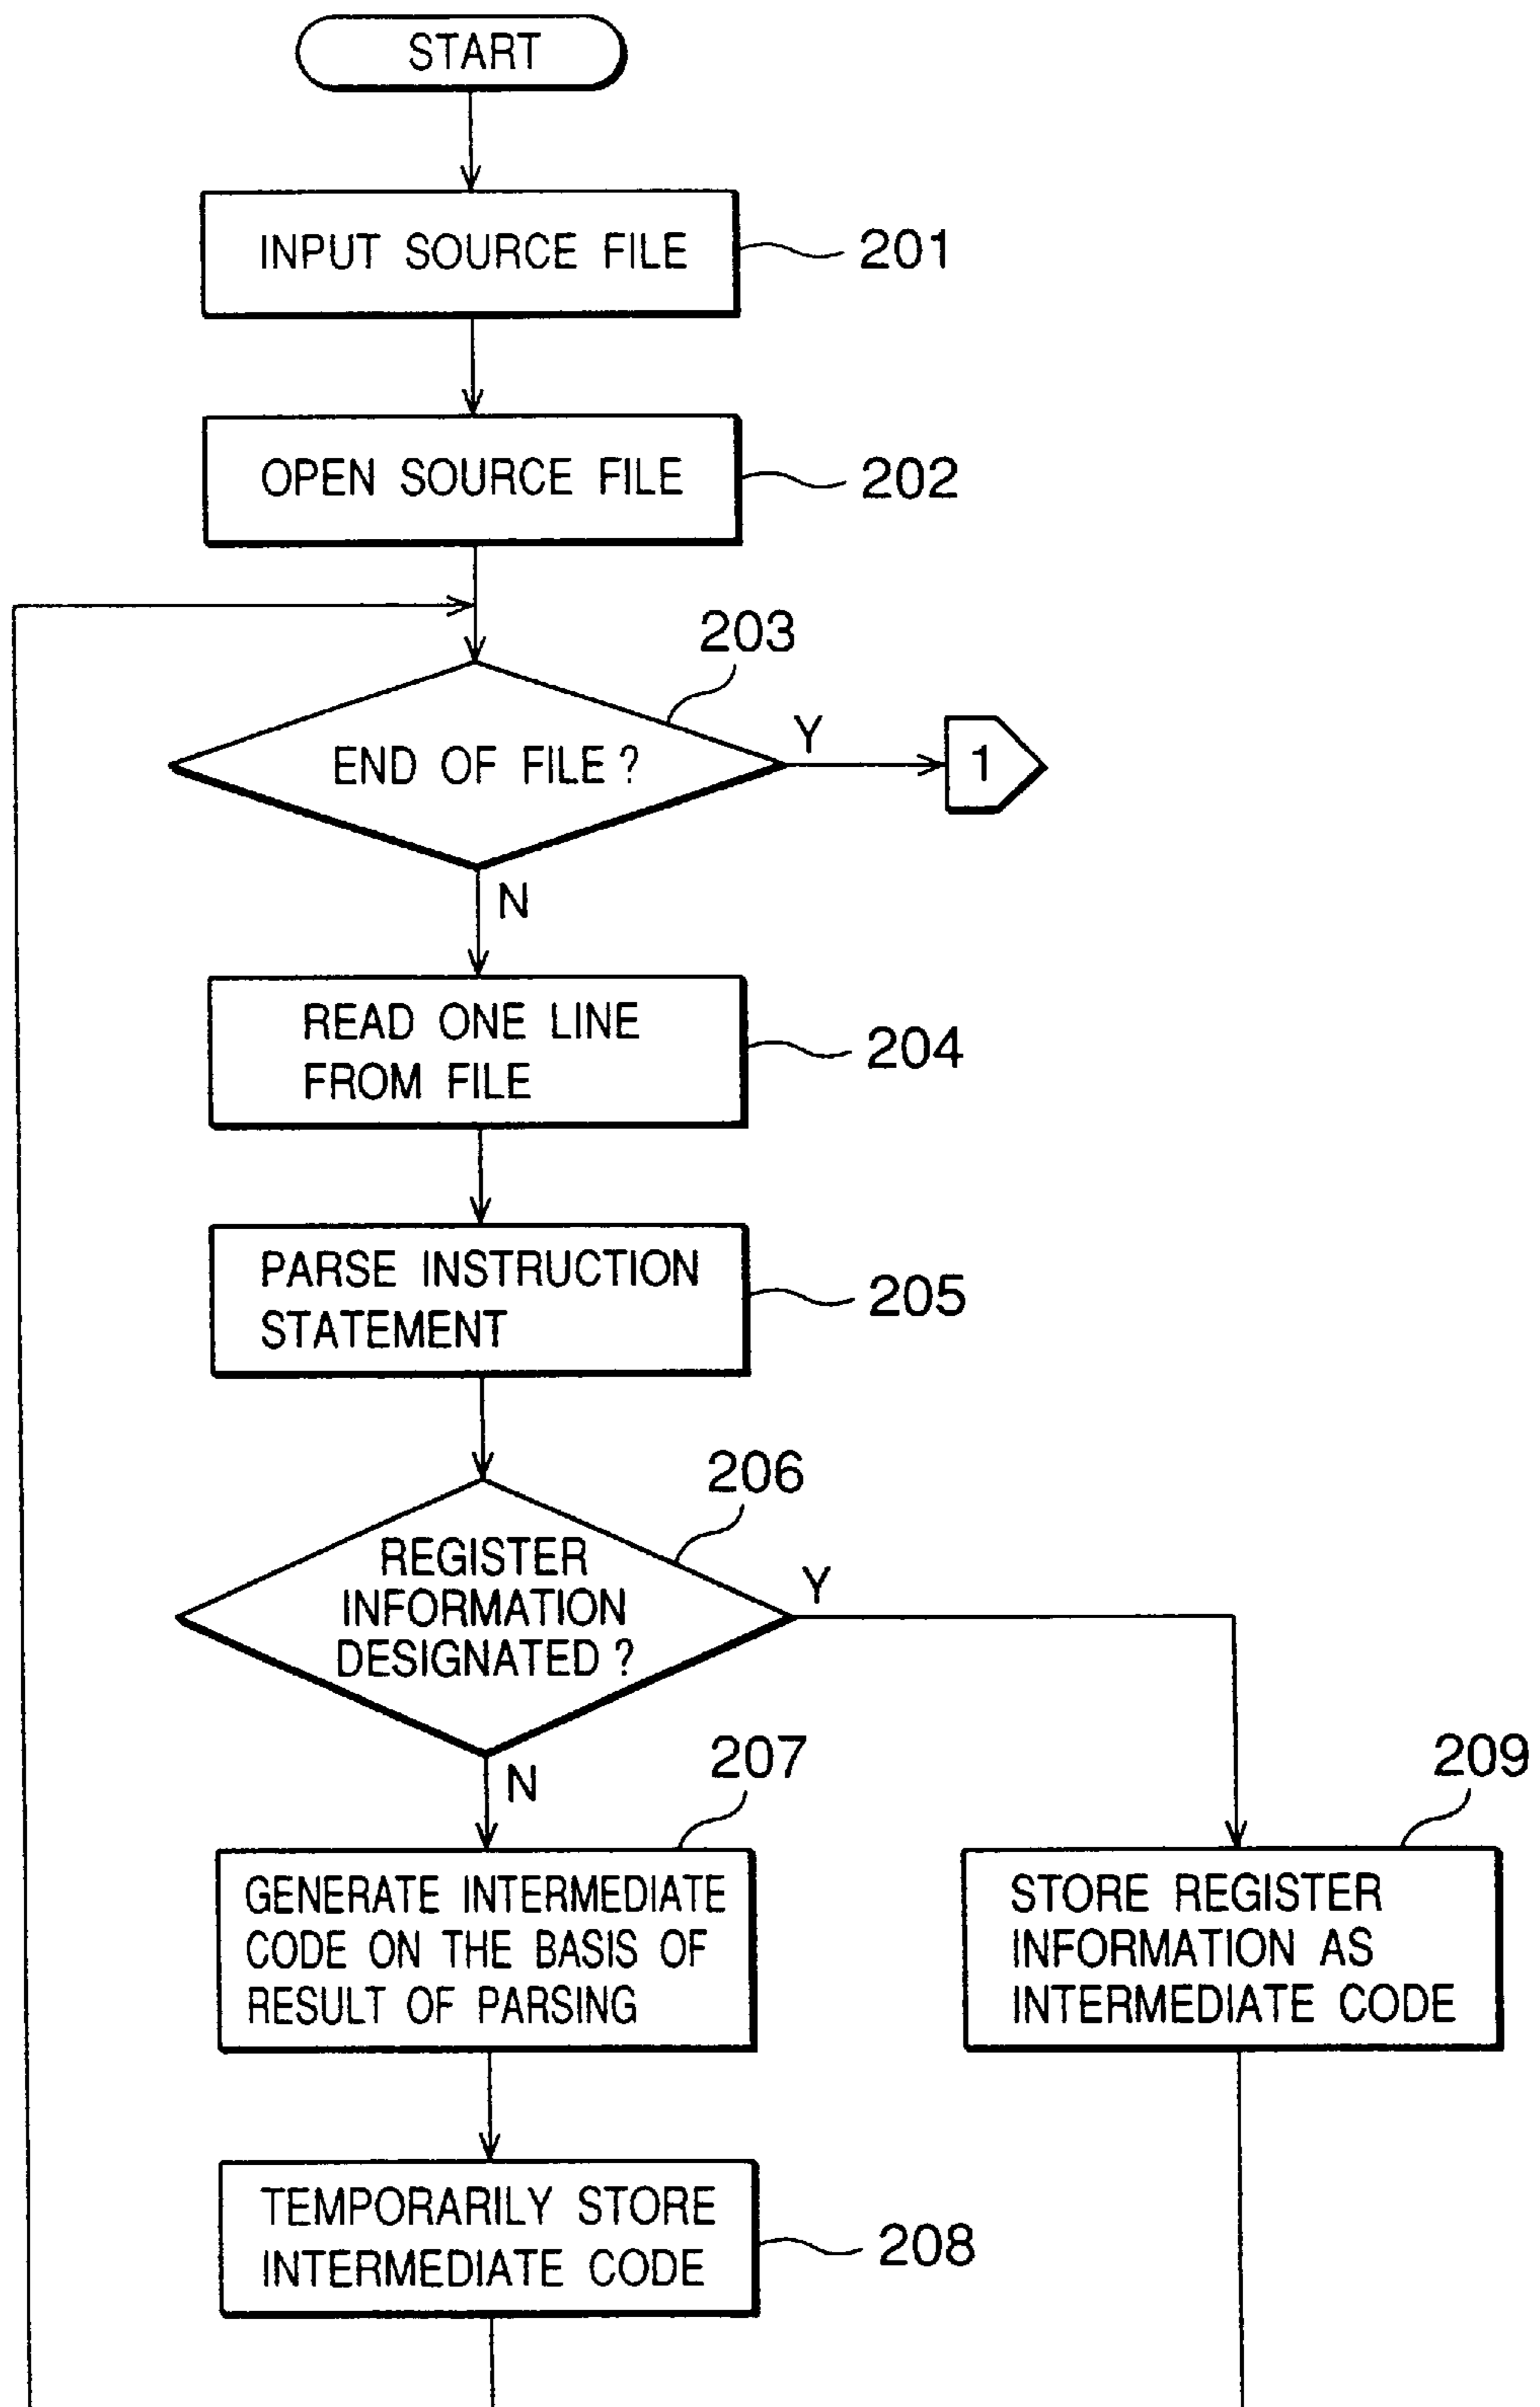 START
INPUT SOURCE FILE
201
OPEN SOURCE FILE
202
203
END OF FILE ?
Y
1
N
READ ONE LINE
FROM FILE
204
PARSE INSTRUCTION
STATEMENT
205
206
REGISTER
INFORMATION
DESIGNATED ?
Y
N
207
209
GENERATE INTERMEDIATE
CODE ON THE BASIS OF
RESULT OF PARSING
STORE REGISTER
INFORMATION AS
INTERMEDIATE CODE
TEMPORARILY STORE
INTERMEDIATE CODE
208